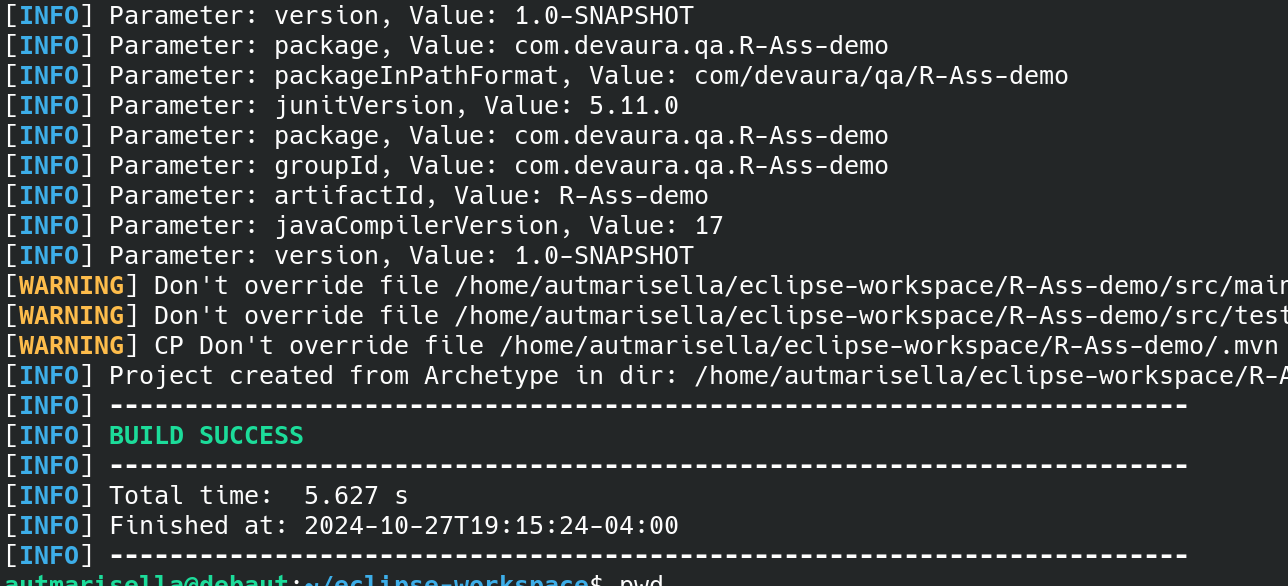 [INFO] Parameter: version, Value: 1.0-SNAPSHOT
[INFO] Parameter: package, Value: com.devaura.qa.R-Ass-demo
[INFO] Parameter: packageInPathFormat, Value: com/devaura/qa/R-Ass-demo
[INFO] Parameter: junitVersion, Value: 5.11.0
[INFO] Parameter: package, Value: com.devaura.qa.R-Ass-demo
[INFO] Parameter: groupId, Value: com.devaura.qa.R-Ass-demo
[INFO] Parameter: artifactId, Value: R-Ass-demo
[INFO] Parameter: javaCompilerVersion, Value: 17
[INFO] Parameter: version, Value: 1.0-SNAPSHOT
[WARNING] Don't override file /home/autmarisella/eclipse-workspace/R-Ass-demo/src/main
[WARNING] Don't override file /home/autmarisella/eclipse-workspace/R-Ass-demo/src/test
[WARNING] CP Don't override file /home/autmarisella/eclipse-workspace/R-Ass-demo/.mvn
[INFO] Project created from Archetype in dir: /home/autmarisella/eclipse-workspace/R-A
[INFO] ------------------------------------------------------------------------
[INFO] BUILD SUCCESS
[INFO] ------------------------------------------------------------------------
[INFO] Total time:  5.627 s
[INFO] Finished at: 2024-10-27T19:15:24-04:00
[INFO] ------------------------------------------------------------------------
autmarisella@debaut:~/eclipse-workspace$ pwd